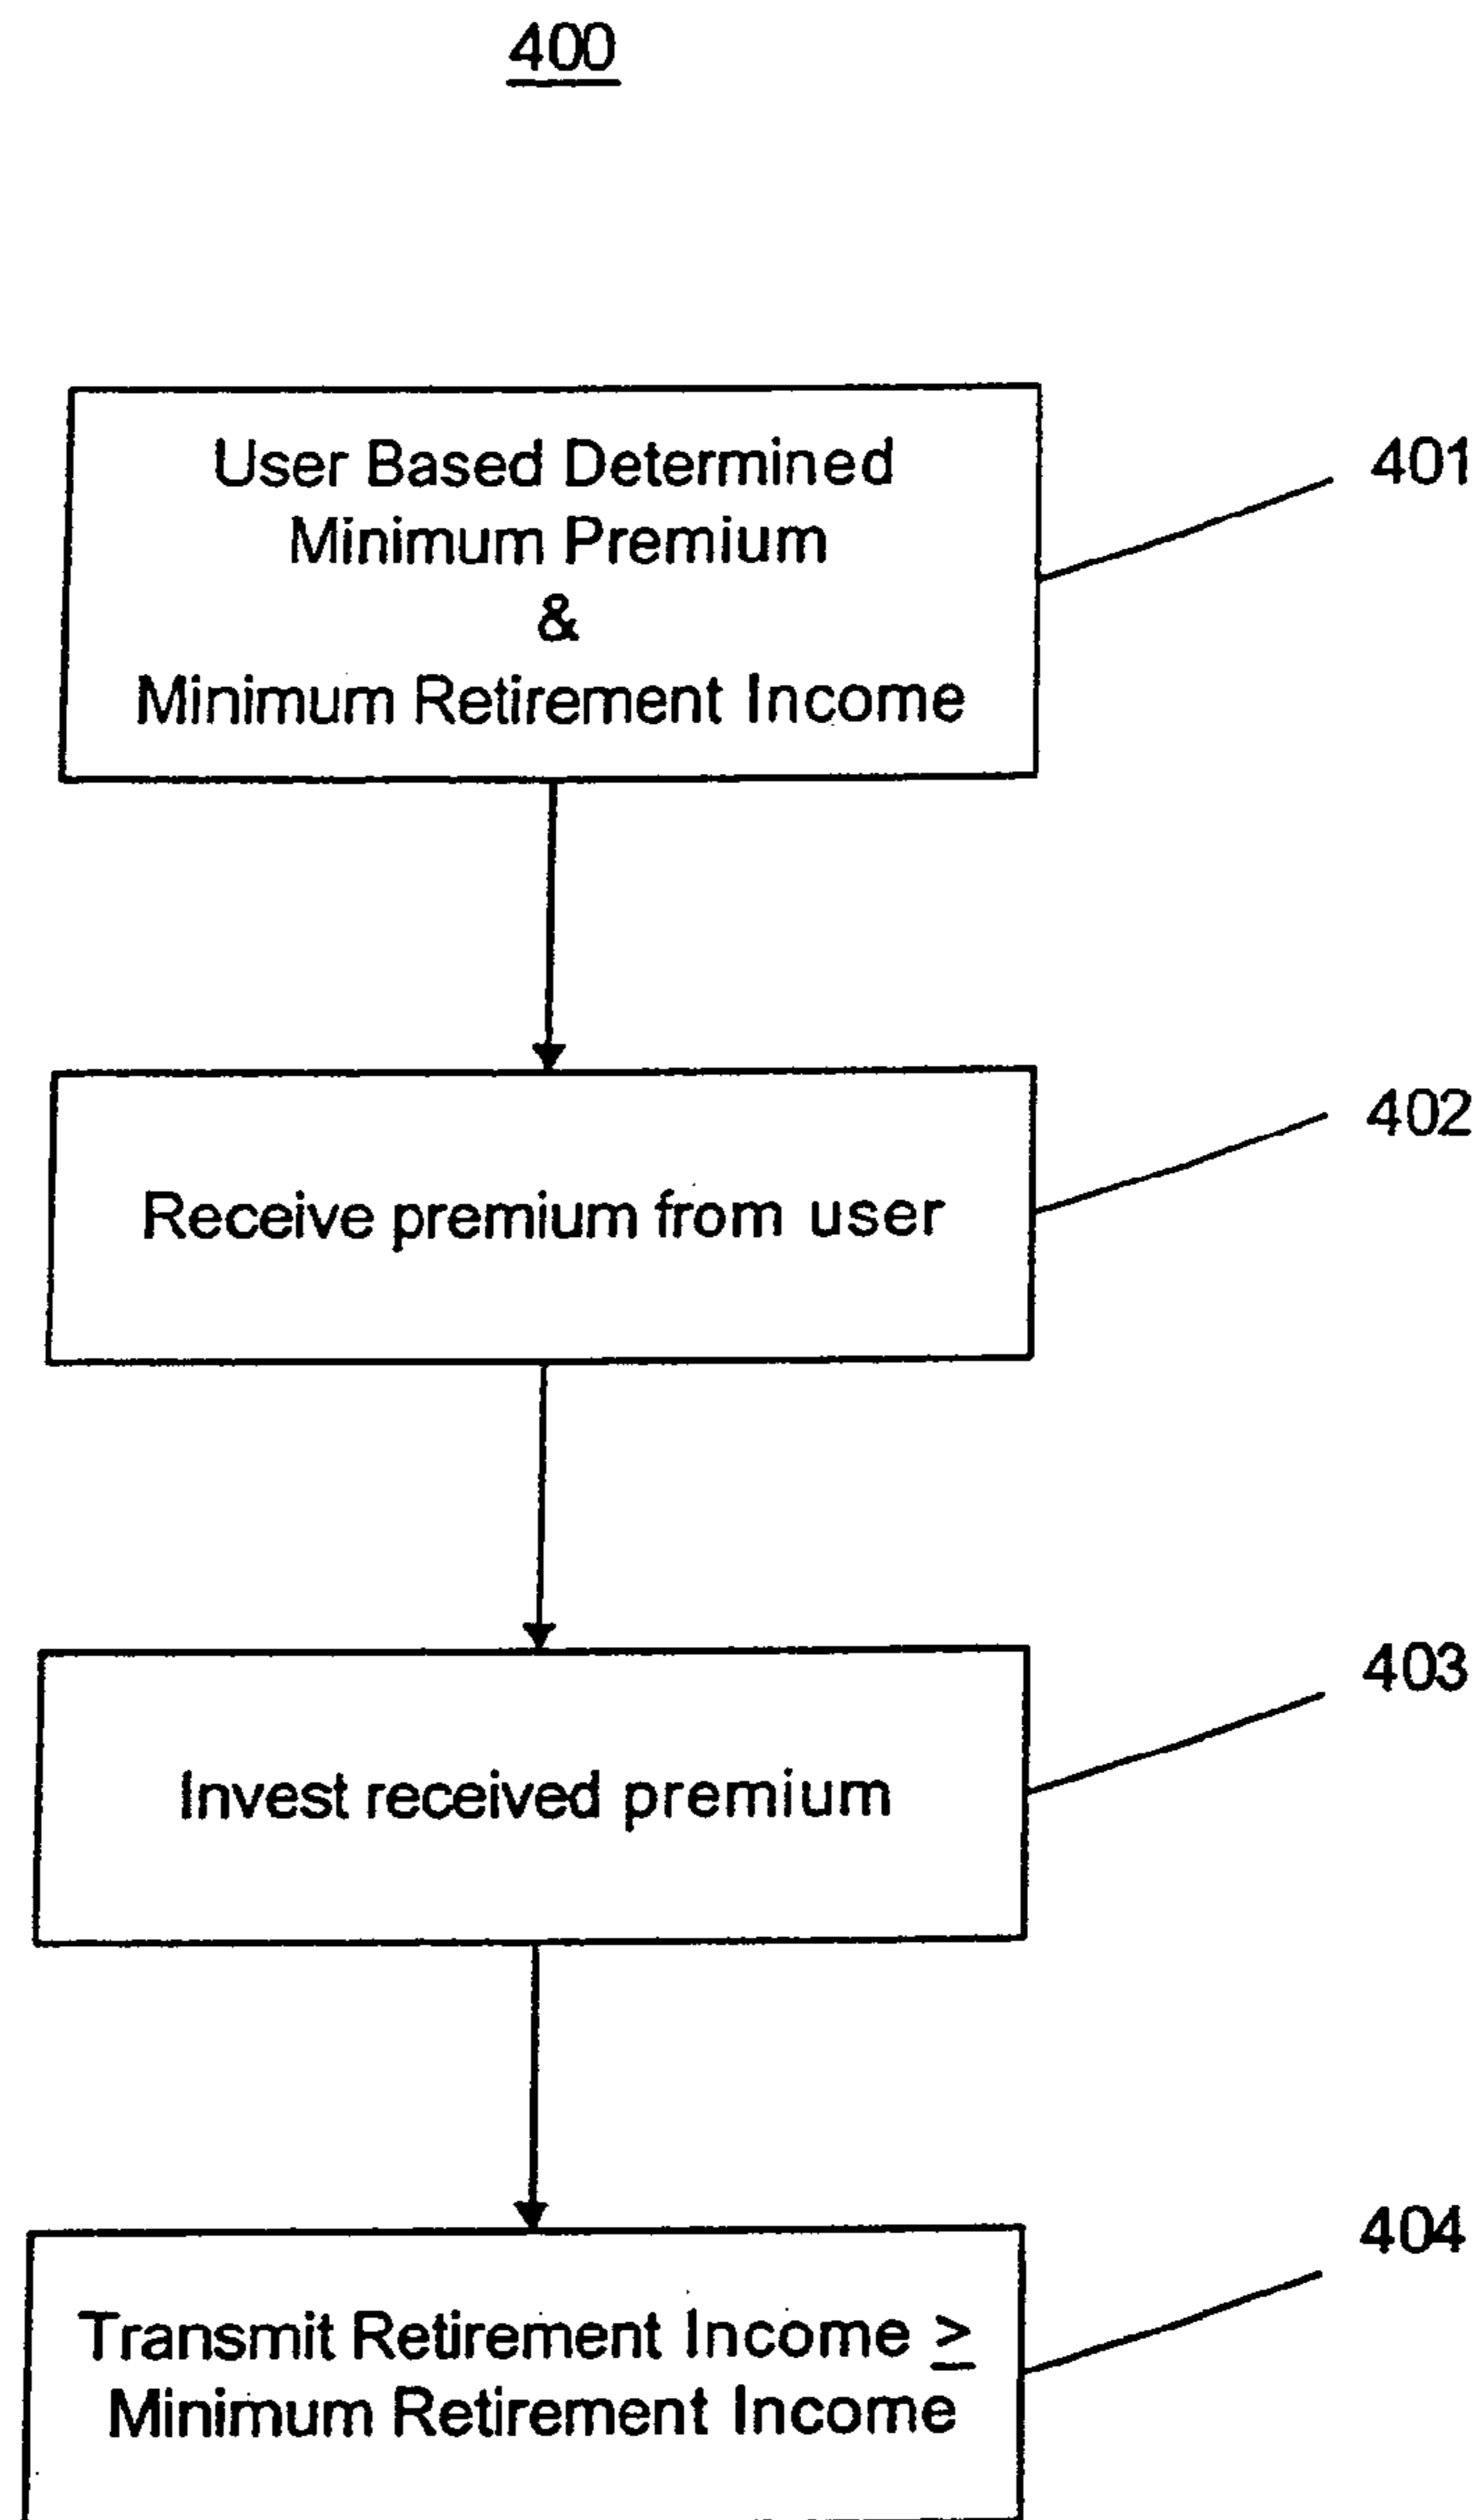 400
User Based Determined
Minimum Premium
&
Minimum Retirement Income
401
Receive premium from user
402
Invest received premium
403
Transmit Retirement Income ≥
Minimum Retirement Income
404